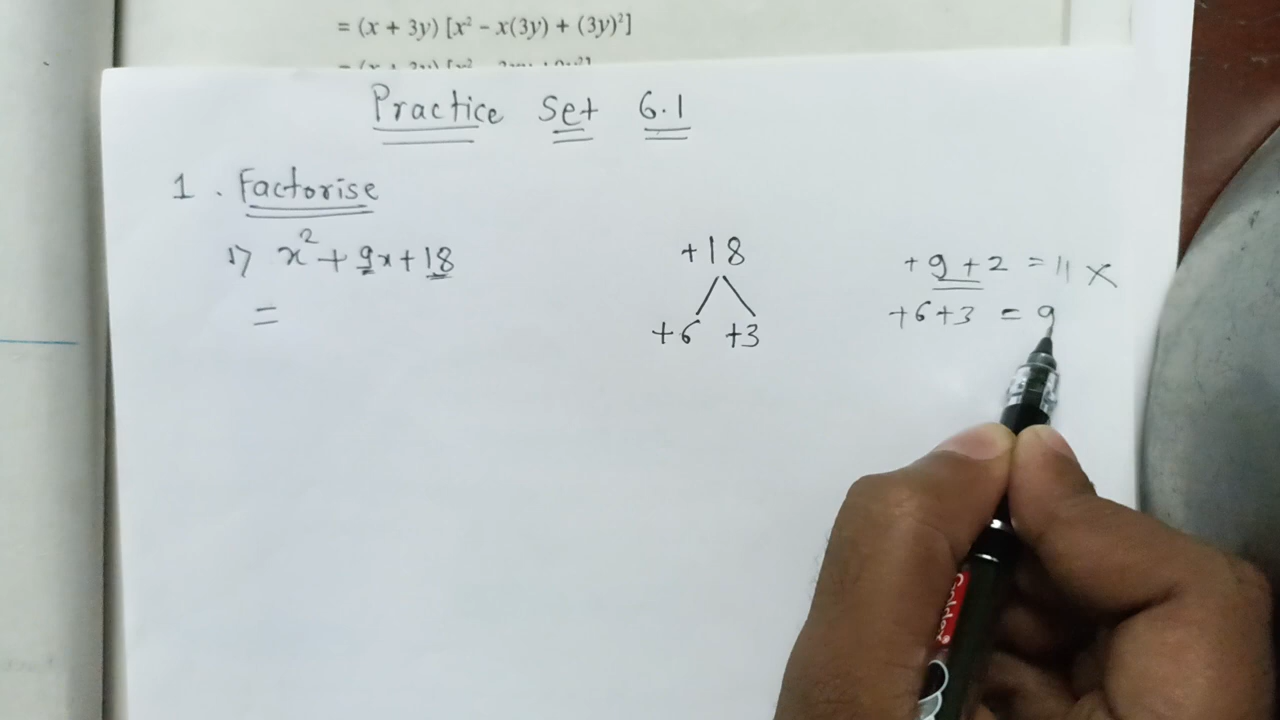 = (x + 3y) [x² – x(3y) + (3y)²]
Practice Set 6.1
1 . Factorise
1) x² + 9x + 18
=
+18
+6 +3
+ 9 + 2 = 11 ×
+6+3 = 9